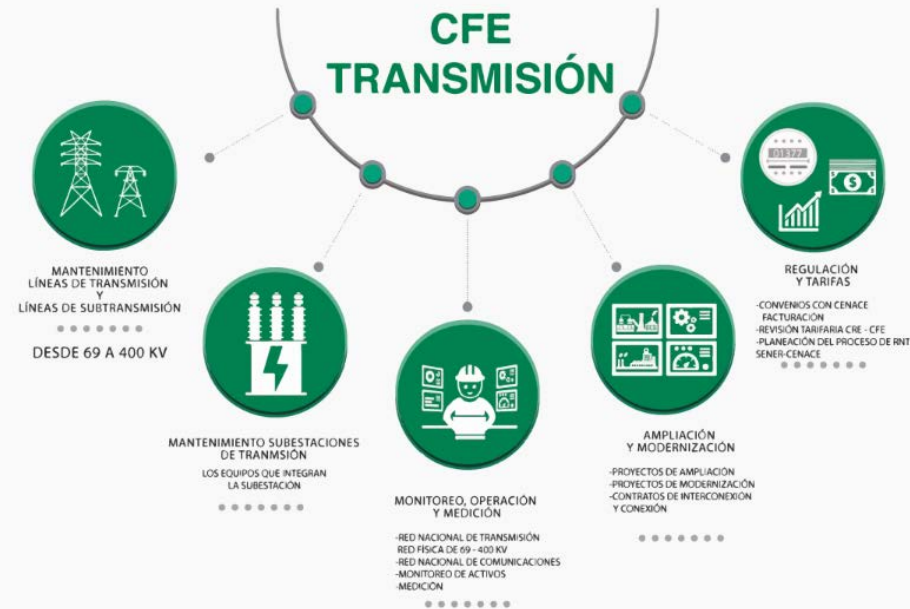 CFE
TRANSMISIÓN
MANTENIMIENTO
LÍNEAS DE TRANSMISIÓN
Y
LÍNEAS DE SUBTRANSMISIÓN
DESDE 69 A 400 KV
MANTENIMIENTO SUBESTACIONES
DE TRANMSIÓN
LOS EQUIPOS QUE INTEGRAN
LA SUBESTACIÓN
MONITOREO, OPERACIÓN
Y MEDICIÓN
-RED NACIONAL DE TRANSMISIÓN
RED FÍSICA DE 69 - 400 KV
-RED NACIONAL DE COMUNICACIONES
-MONITOREO DE ACTIVOS
-MEDICIÓN
AMPLIACIÓN
Y MODERNIZACIÓN
-PROYECTOS DE AMPLIACIÓN
-PROYECTOS DE MODERNIZACIÓN
-CONTRATOS DE INTERCONEXIÓN
Y CONEXIÓN
01377
$
REGULACIÓN
Y TARIFAS
-CONVENIOS CON CENACE
FACTURACIÓN
-REVISIÓN TARIFARIA CRE - CFE
-PLANEACIÓN DEL PROCESO DE RNT
SENER-CENACE